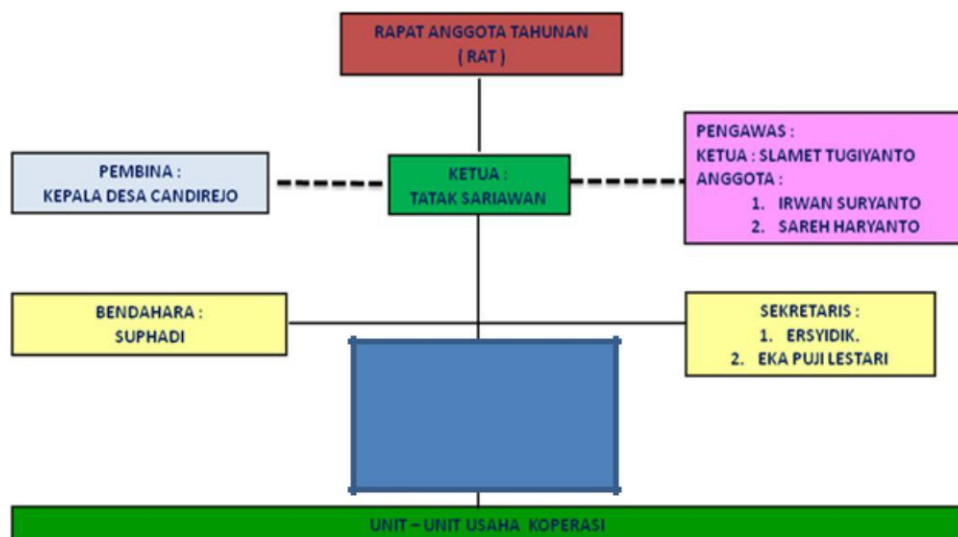 RAPAT ANGGOTA TAHUNAN
( RAT )
PEMBINA :
KEPALA DESA CANDIREJO
KETUA :
TATAK SARIAWAN
PENGAWAS :
KETUA : SLAMET TUGIYANTO
ANGGOTA :
1. IRWAN SURYANTO
2. SAREH HARYANTO
BENDAHARA :
SUPHADI
SEKRETARIS :
1. ERSYIDIK.
2. EKA PUJI LESTARI
UNIT – UNIT USAHA KOPERASI